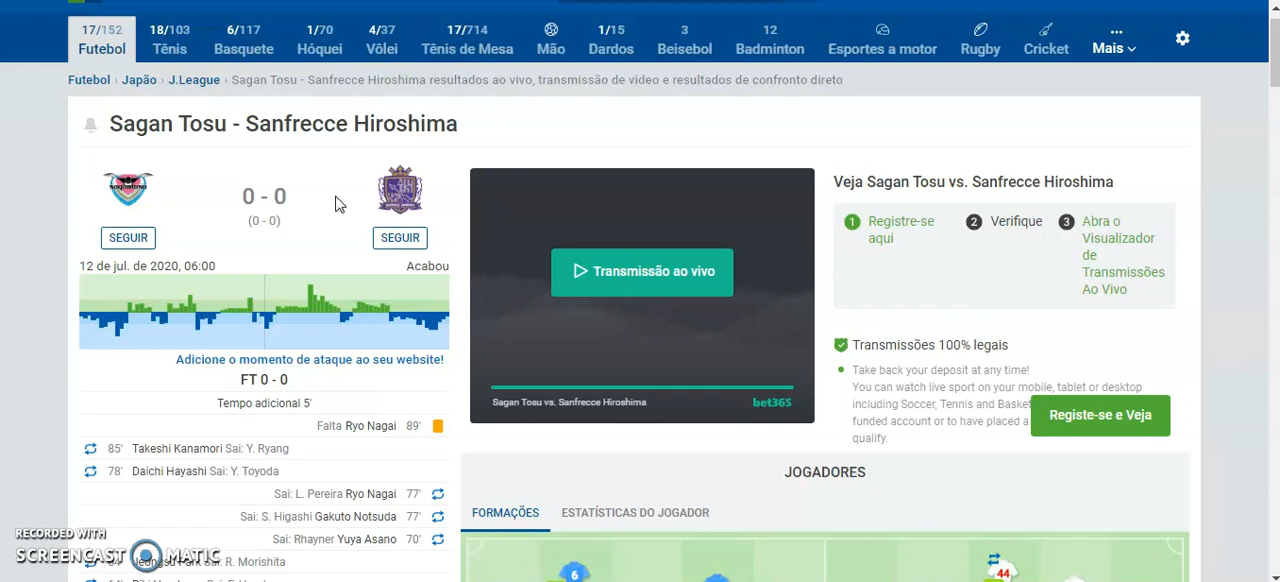 17/152 18/103 6/117 1/70 4/37 17/714 1/15 3 12 ...
Futebol Tênis Basquete Hóquei Vôlei Tênis de Mesa Mão Dardos Beisebol Badminton Esportes a motor Rugby Cricket Mais
Futebol › Japão › J.League › Sagan Tosu - Sanfrecce Hiroshima resultados ao vivo, transmissão de video e resultados de confronto direto
Sagan Tosu - Sanfrecce Hiroshima
0 - 0
(0 - 0)
SEGUIR SEGUIR
12 de jul. de 2020, 06:00 Acabou
Adicione o momento de ataque ao seu website!
FT 0 - 0
Tempo adicional 5'
Falta Ryo Nagai 89'
85' Takeshi Kanamori Sai: Y. Ryang
78' Daichi Hayashi Sai: Y. Toyoda
Sai: L. Pereira Ryo Nagai 77'
Sai: S. Higashi Gakuto Notsuda 77'
Sai: Rhayner Yuya Asano 70'
Jeongsu Park Sai: R. Morishita
Transmissão ao vivo
Sagan Tosu vs. Sanfrecce Hiroshima bet365
Veja Sagan Tosu vs. Sanfrecce Hiroshima
1 Registre-se
aqui
2 Verifique
3 Abra o
Visualizador
de
Transmissões
Ao Vivo
Transmissões 100% legais
Take back your deposit at any time!
You can watch live sport on your mobile, tablet or desktop
including Soccer, Tennis and Basket
funded account or to have placed a
qualify.
Registe-se e Veja
JOGADORES
FORMAÇÕES ESTATÍSTICAS DO JOGADOR
6
44
RECORDED WITH
SCREENCAST MATIC